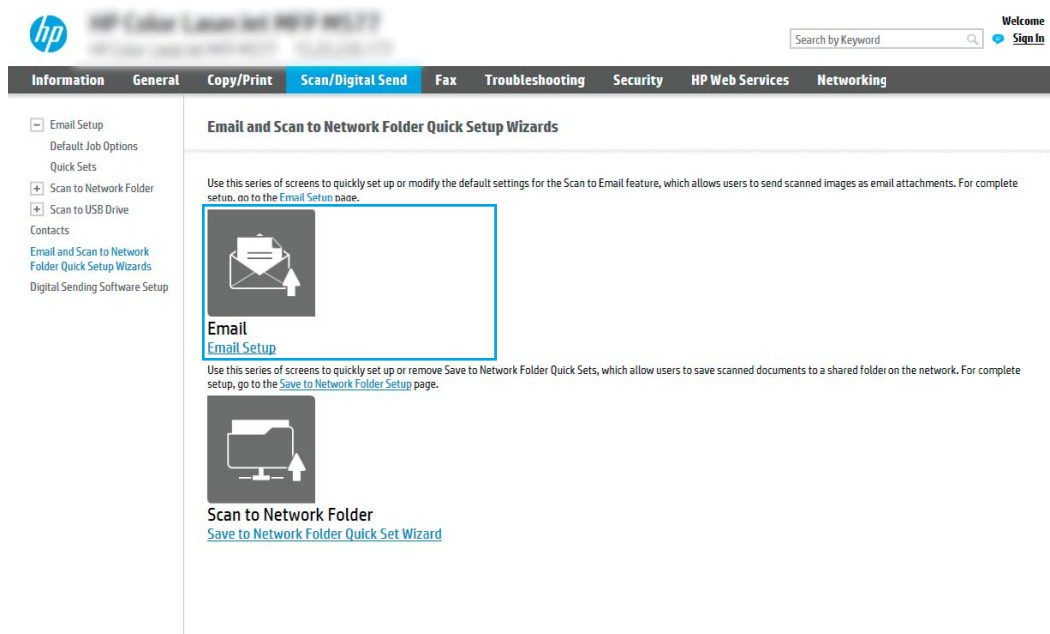 hp
Welcome
Search by Keyword
Sign In
Information General Copy/Print Scan/Digital Send Fax Troubleshooting Security HP Web Services Networking
Email Setup
Default Job Options
Quick Sets
Scan to Network Folder
Scan to USB Drive
Contacts
Email and Scan to Network
Folder Quick Setup Wizards
Digital Sending Software Setup
Email and Scan to Network Folder Quick Setup Wizards
Use this series of screens to quickly set up or modify the default settings for the Scan to Email feature, which allows users to send scanned images as email attachments. For complete
setup, go to the Email Setup page.
Email
Email Setup
Use this series of screens to quickly set up or remove Save to Network Folder Quick Sets, which allow users to save scanned documents to a shared folder on the network. For complete
setup, go to the Save to Network Folder Setup page.
Scan to Network Folder
Save to Network Folder Quick Set Wizard